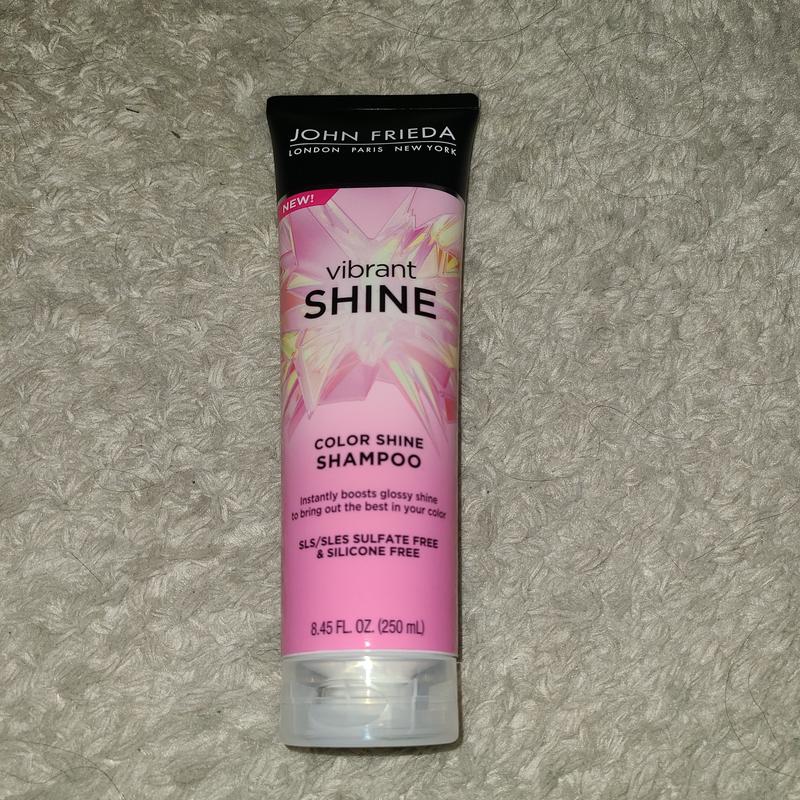 JOHN FRIEDA
LONDON PARIS NEW YORK
NEW!
vibrant
SHINE
COLOR SHINE
SHAMPOO
Instantly boosts glossy shine
to bring out the best in your color
SLS/SLES SULFATE FREE
& SILICONE FREE
8.45 FL. OZ. (250 mL)